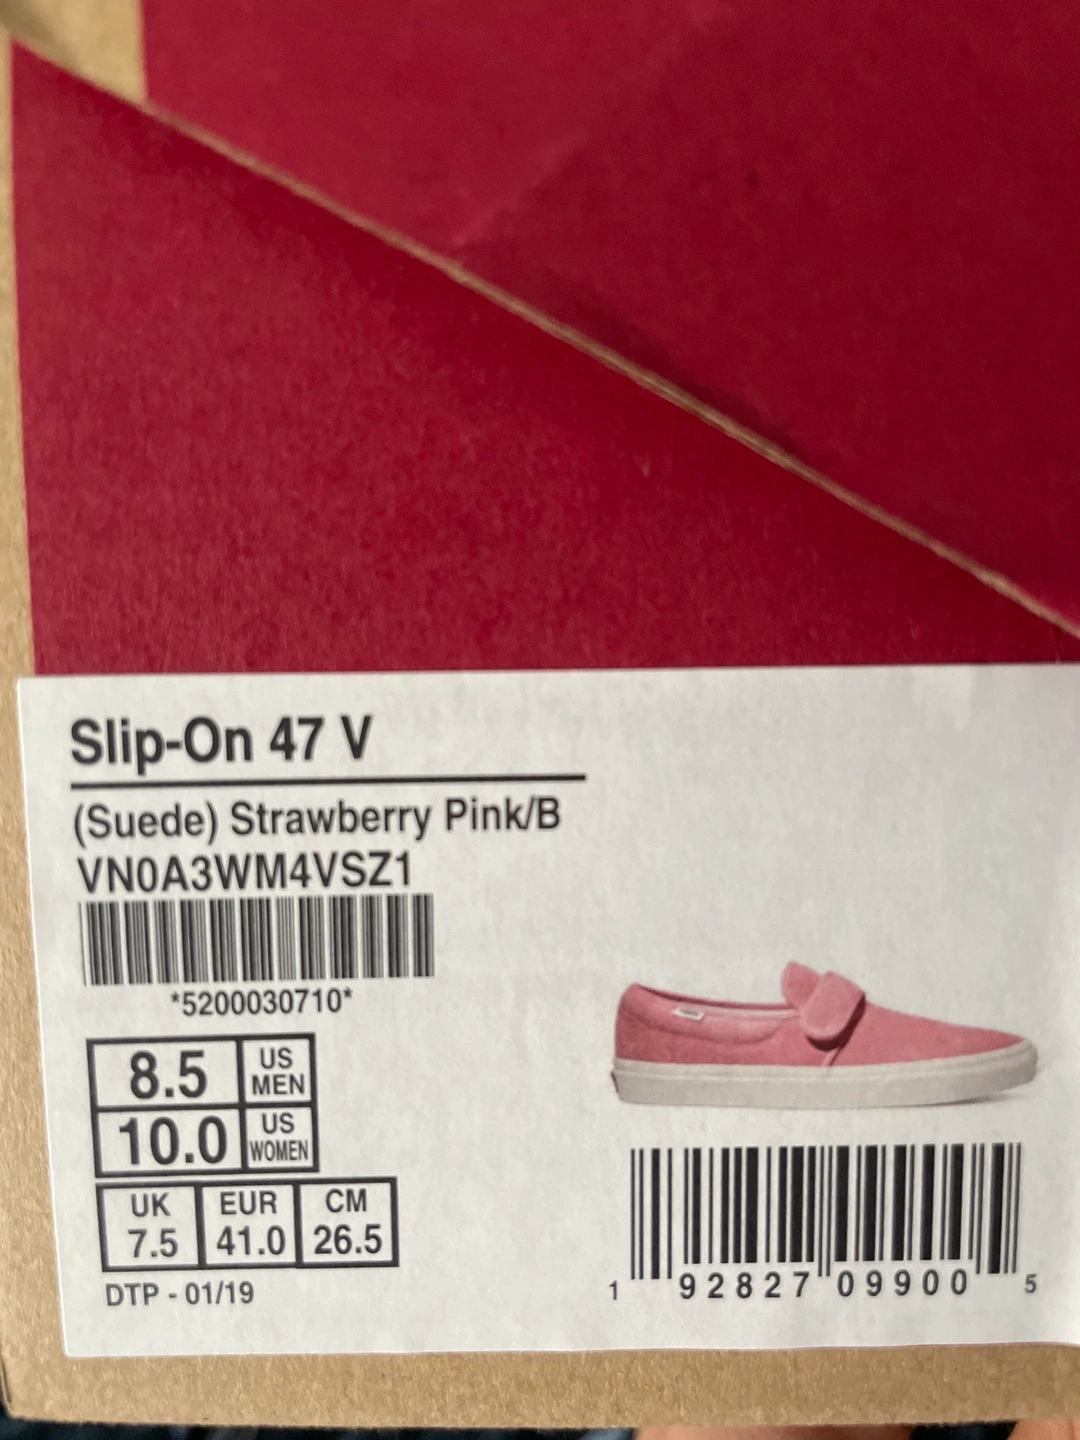 Slip-On 47 V
(Suede) Strawberry Pink/B
VN0A3WM4VSZ1
*5200030710*
8.5 US MEN
10.0 US WOMEN
UK EUR CM
7.5 41.0 26.5
DTP - 01/19
1 92827 09900 5